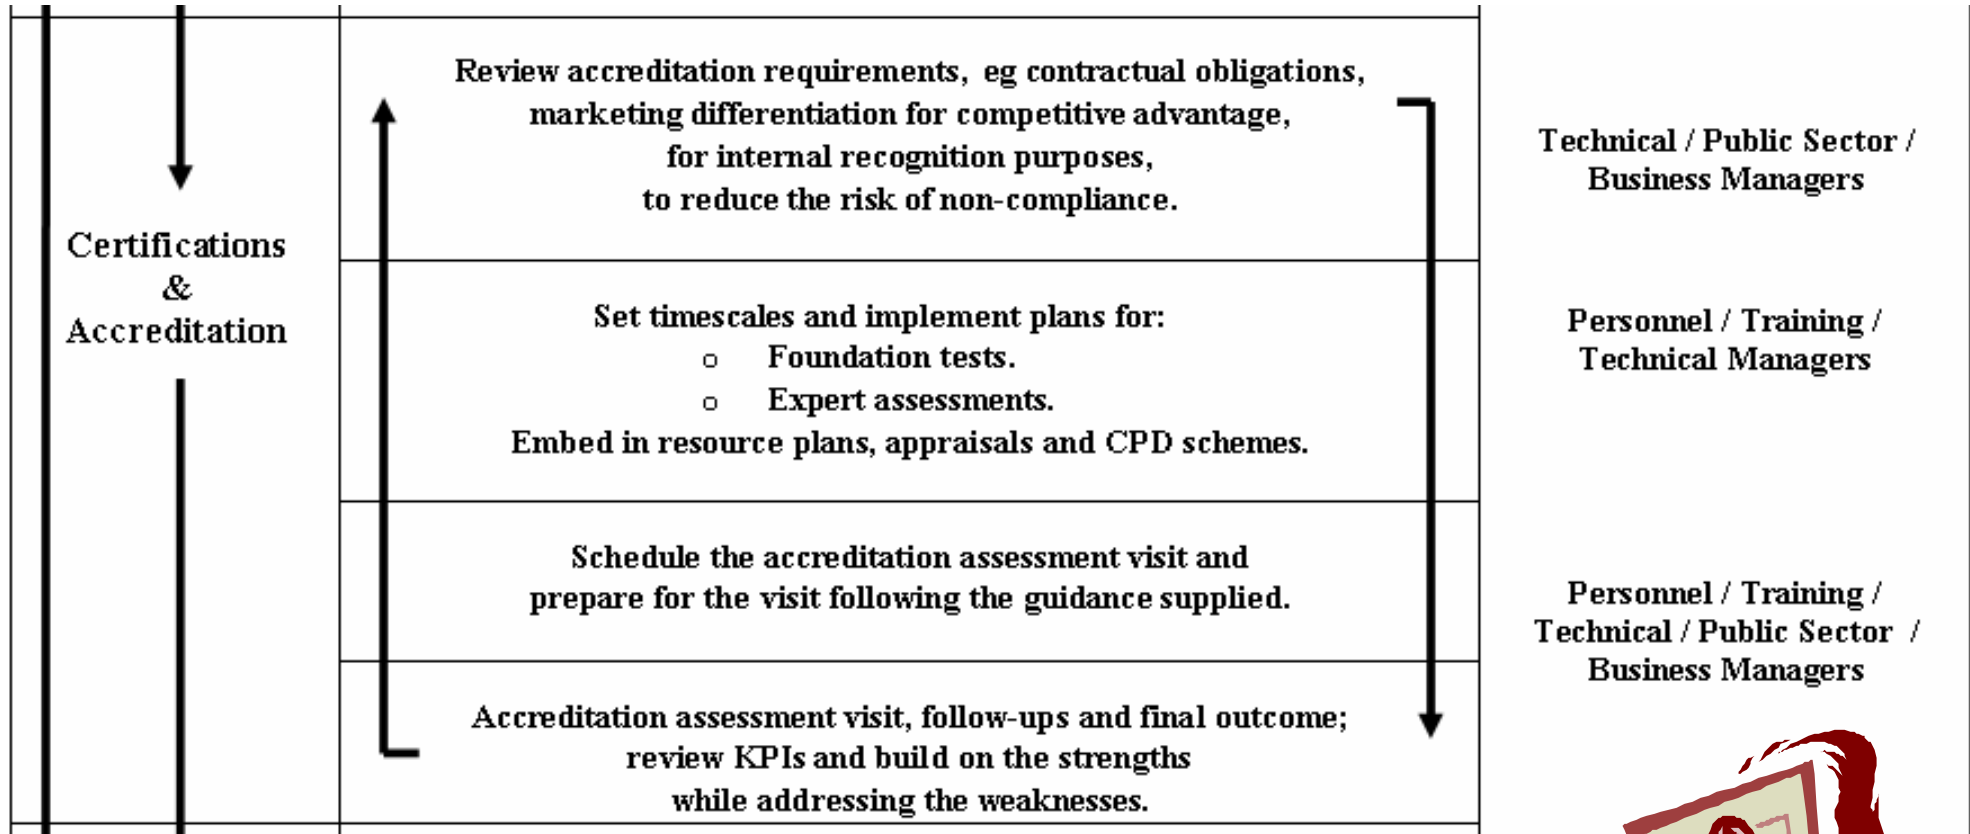 Certifications
&
Accreditation
Review accreditation requirements,  eg contractual obligations,
marketing differentiation for competitive advantage,
for internal recognition purposes,
to reduce the risk of non-compliance.
Technical / Public Sector /
Business Managers
Set timescales and implement plans for:
o Foundation tests.
o Expert assessments.
Embed in resource plans, appraisals and CPD schemes.
Personnel / Training /
Technical Managers
Schedule the accreditation assessment visit and
prepare for the visit following the guidance supplied.
Personnel / Training /
Technical / Public Sector  /
Business Managers
Accreditation assessment visit, follow-ups and final outcome;
review KPIs and build on the strengths
while addressing the weaknesses.